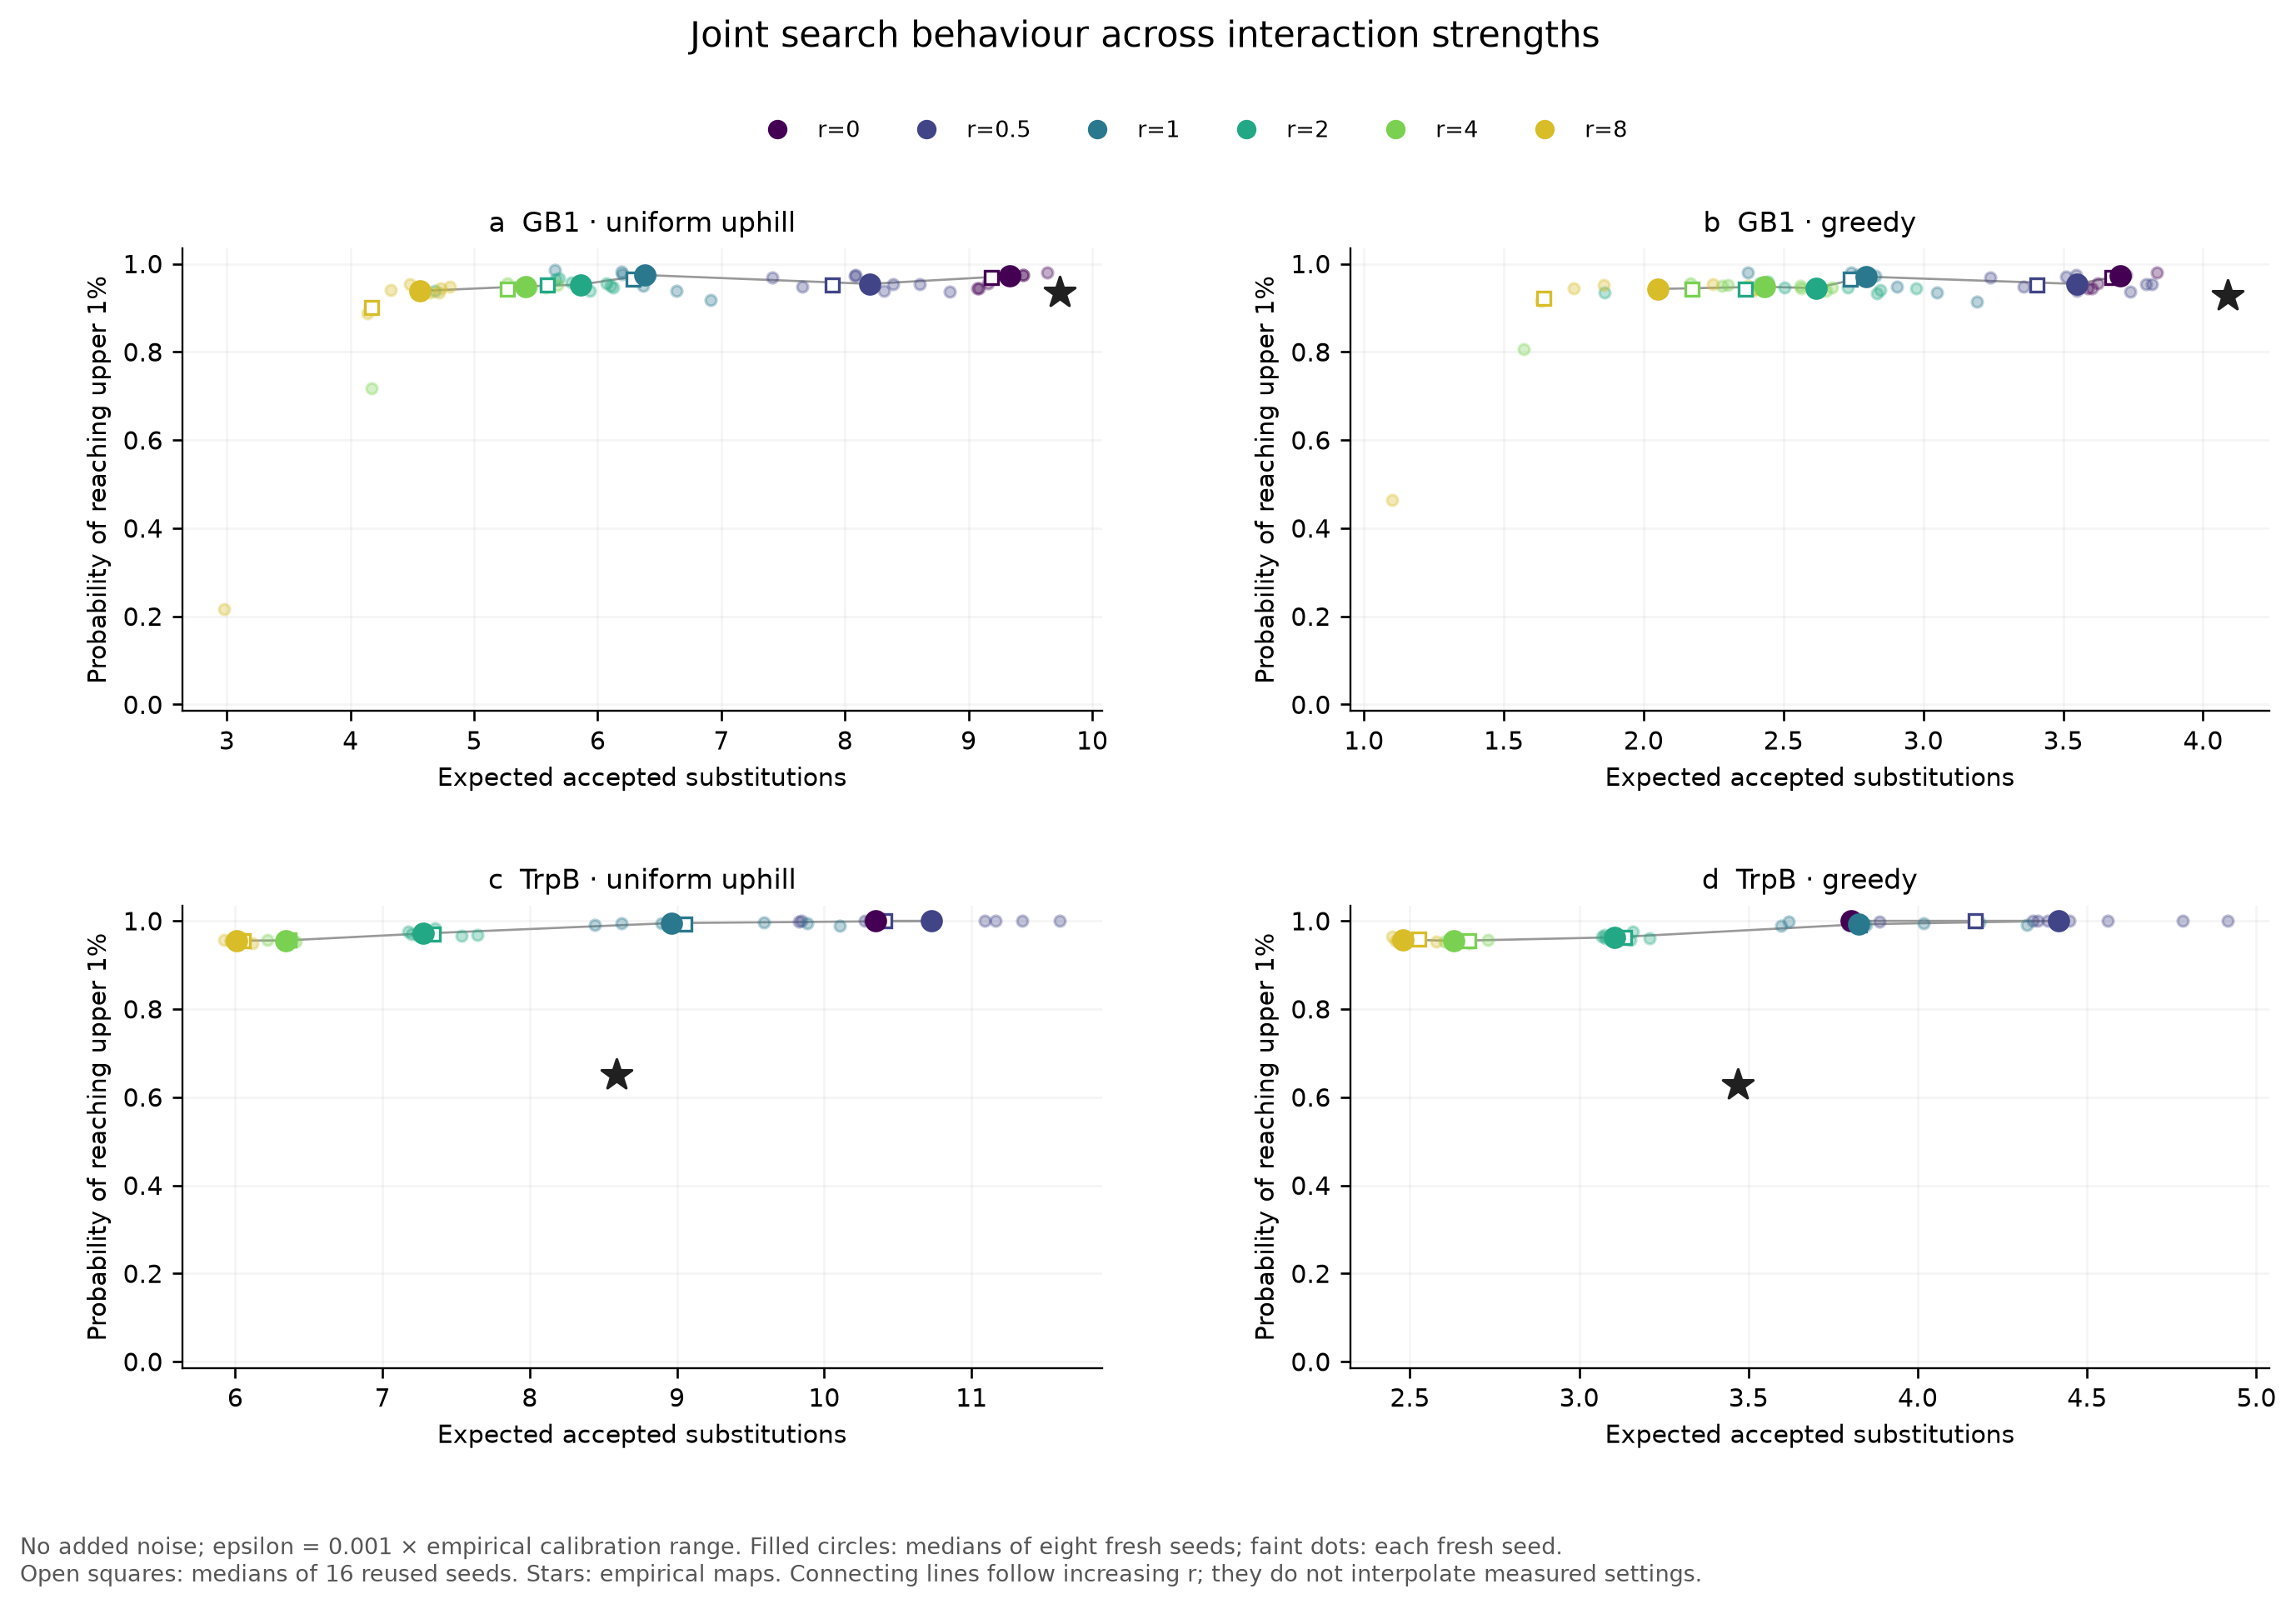 Joint search behaviour across interaction strengths
r=0 r=0.5 r=1 r=2 r=4 r=8
a GB1 · uniform uphill
Probability of reaching upper 1%
1.0
0.8
0.6
0.4
0.2
0.0
3 4 5 6 7 8 9 10
Expected accepted substitutions
b GB1 · greedy
Probability of reaching upper 1%
1.0
0.8
0.6
0.4
0.2
0.0
1.0 1.5 2.0 2.5 3.0 3.5 4.0
Expected accepted substitutions
c TrpB · uniform uphill
Probability of reaching upper 1%
1.0
0.8
0.6
0.4
0.2
0.0
6 7 8 9 10 11
Expected accepted substitutions
d TrpB · greedy
Probability of reaching upper 1%
1.0
0.8
0.6
0.4
0.2
0.0
2.5 3.0 3.5 4.0 4.5 5.0
Expected accepted substitutions
No added noise; epsilon = 0.001 × empirical calibration range. Filled circles: medians of eight fresh seeds; faint dots: each fresh seed.
Open squares: medians of 16 reused seeds. Stars: empirical maps. Connecting lines follow increasing r; they do not interpolate measured settings.